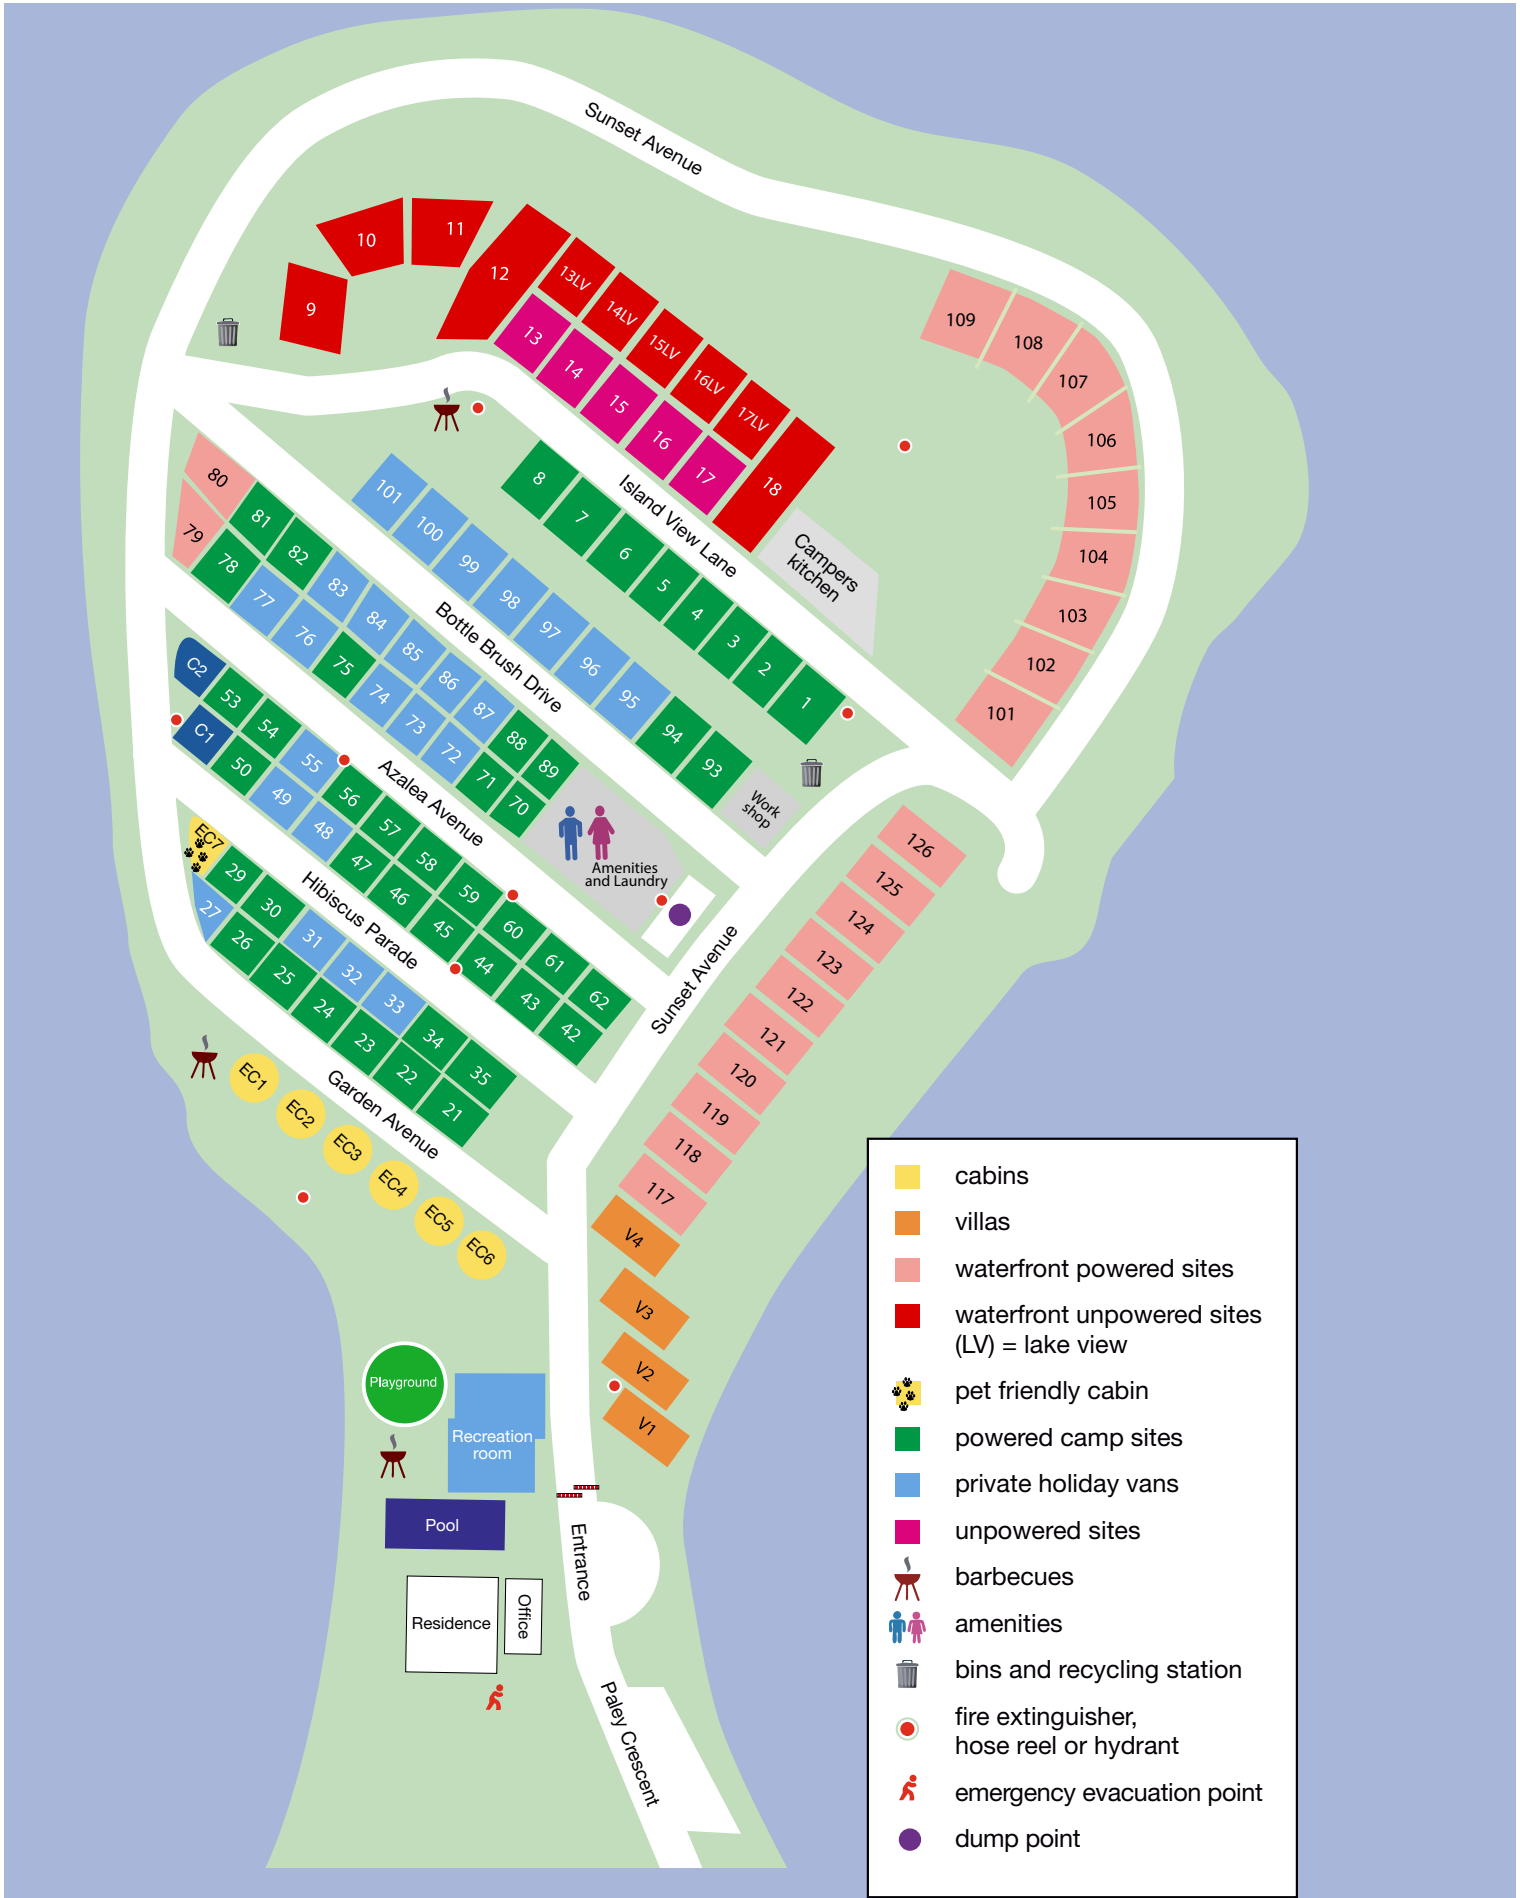 Sunset Avenue
10
11
9
12
13LV
14LV
15LV
16LV
17LV
18
13
14
15
16
17
109
108
107
106
105
104
103
102
101
Island View Lane
Campers
kitchen
8
7
6
5
4
3
2
1
101
100
99
98
97
96
95
94
93
Work
shop
Bottle Brush Drive
80
81
82
83
84
85
86
87
88
89
79
78
77
76
75
74
73
72
71
70
Amenities
and Laundry
Azalea Avenue
C2
53
54
55
56
57
58
59
60
61
62
C1
50
49
48
47
46
45
44
43
42
Hibiscus Parade
EC7
29
30
31
32
33
34
35
27
26
25
24
23
22
21
Garden Avenue
EC1
EC2
EC3
EC4
EC5
EC6
Sunset Avenue
126
125
124
123
122
121
120
119
118
117
V4
V3
V2
V1
Playground
Recreation
room
Pool
Entrance
Residence
Office
Paley Crescent
cabins
villas
waterfront powered sites
waterfront unpowered sites
(LV) = lake view
pet friendly cabin
powered camp sites
private holiday vans
unpowered sites
barbecues
amenities
bins and recycling station
fire extinguisher,
hose reel or hydrant
emergency evacuation point
dump point